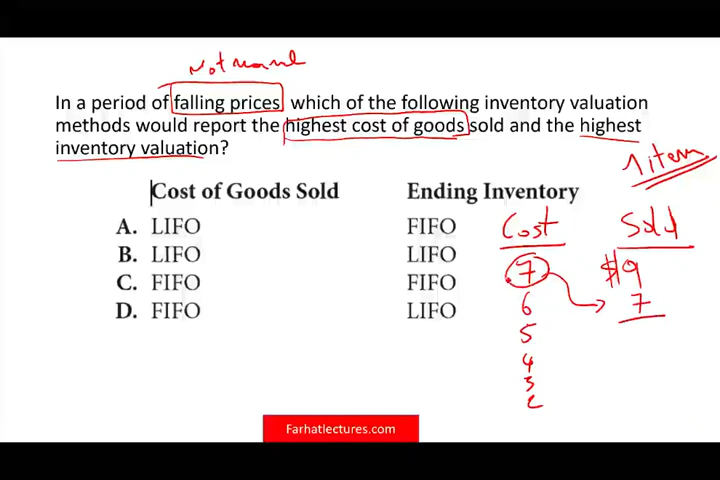 Not normal
In a period of falling prices, which of the following inventory valuation
methods would report the highest cost of goods sold and the highest
inventory valuation?
1 item
Cost of Goods Sold Ending Inventory
A. LIFO FIFO
B. LIFO LIFO
C. FIFO FIFO
D. FIFO LIFO
Cost Sold
7 $9
6 7
5
4
3
2
Farhatlectures.com